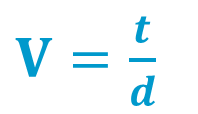 V = t/d